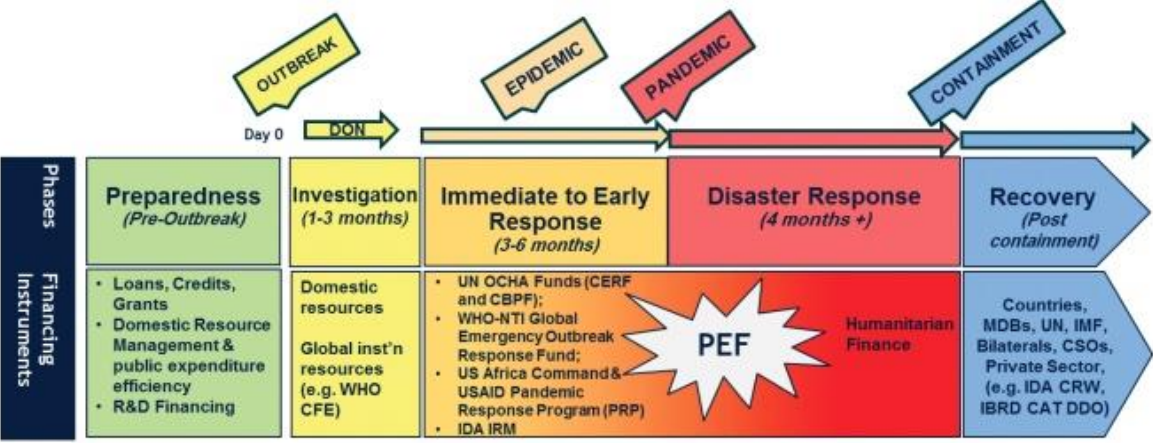 OUTBREAK
EPIDEMIC
PANDEMIC
CONTAINMENT
Day 0
DON
Phases
Preparedness
(Pre-Outbreak)
Investigation
(1-3 months)
Immediate to Early
Response
(3-6 months)
Disaster Response
(4 months +)
Recovery
(Post
containment)
Financing
Instruments
• Loans, Credits,
Grants
• Domestic Resource
Management &
public expenditure
efficiency
• R&D Financing
Domestic
resources
Global inst'n
resources
(e.g. WHO
CFE)
• UN OCHA Funds (CERF
and CBPF);
• WHO-NTI Global
Emergency Outbreak
Response Fund;
• US Africa Command &
USAID Pandemic
Response Program (PRP)
• IDA IRM
PEF
Humanitarian
Finance
Countries,
MDBs, UN, IMF,
Bilaterals, CSOs,
Private Sector,
(e.g. IDA CRW,
IBRD CAT DDO)